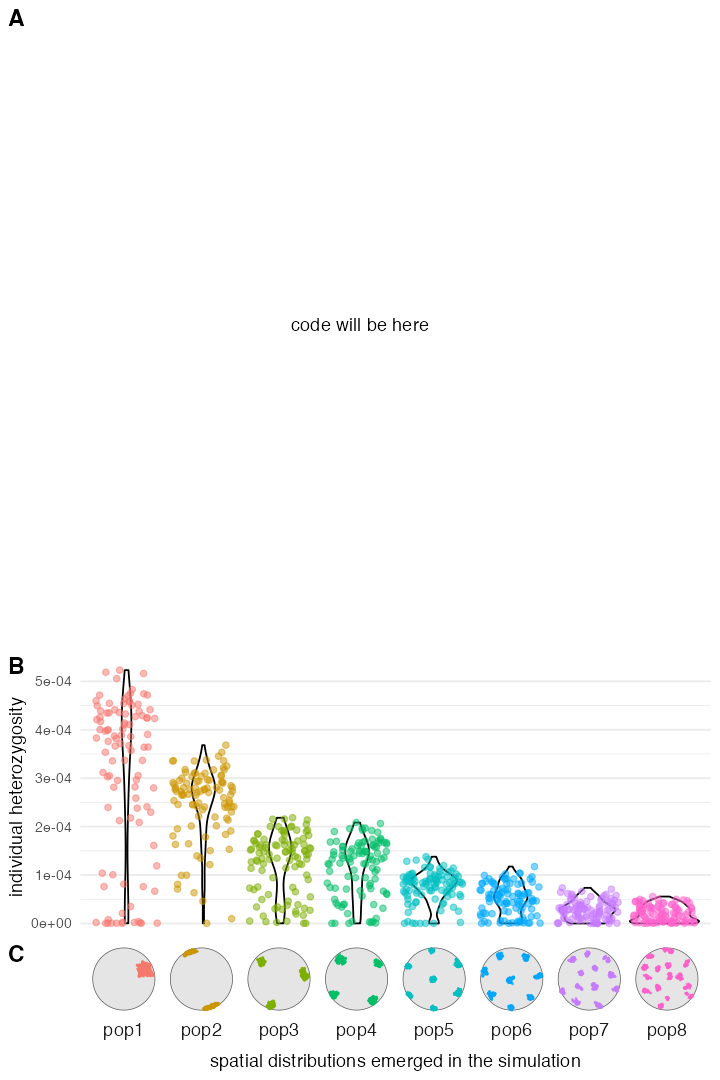 A
code will be here
B
individual heterozygosity
5e-04
4e-04
3e-04
2e-04
1e-04
0e+00
C
pop1 pop2 pop3 pop4 pop5 pop6 pop7 pop8
spatial distributions emerged in the simulation